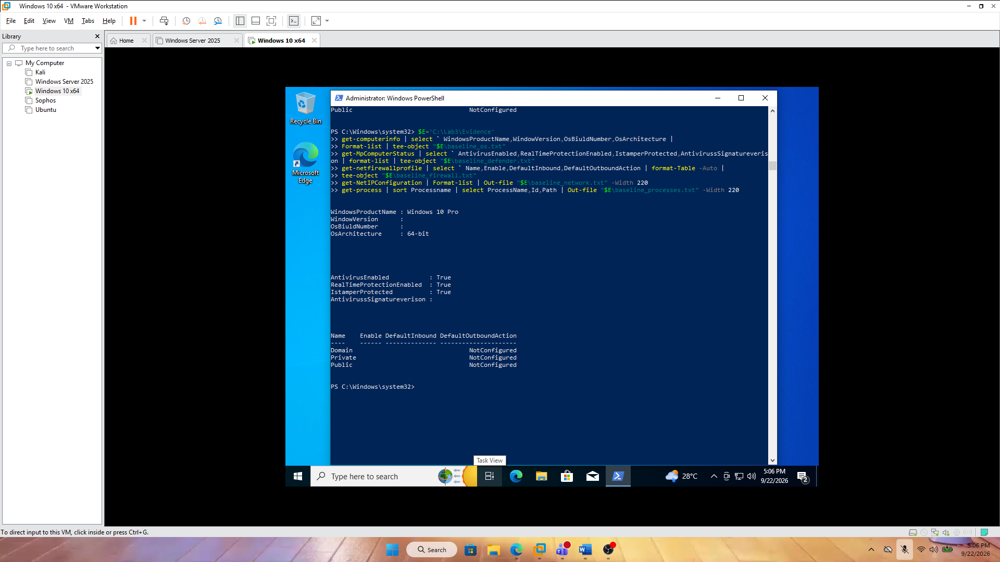 Windows 10 x64 - VMware Workstation
File Edit View VM Tabs Help
Library
Home
Windows Server 2025
Windows 10 x64
Type here to search
My Computer
Kali
Windows Server 2025
Windows 10 x64
Sophos
Ubuntu
Recycle Bin
Microsoft
Edge
Administrator: Windows PowerShell
Public NotConfigured
PS C:\Windows\system32> $E='C:\Lab3\Evidence'
>> get-computerinfo | select ` WindowsProductName,WindowVersion,OsBiuldNumber,OsArchitecture |
>> Format-list | tee-object "$E\baseline_os.txt"
>> get-MpComputerStatus | select ` AntivirusEnabled,RealTimeProtectionEnabled,IstamperProtected,AntivirussSignatureveris
on | format-list | tee-object "$E\baseline_defender.txt"
>> get-netfirewallprofile | select ` Name,Enable,DefaultInbound,DefaultOutboundAction | format-Table -Auto |
>> tee-object "$E\baseline_firewall.txt"
>> get-NetIPConfiguration | Format-list | Out-file "$E\baseline_network.txt" -Width 220
>> get-process | sort Processname | select ProcessName,Id,Path | Out-file "$E\baseline_processes.txt" -Width 220
WindowsProductName : Windows 10 Pro
WindowVersion :
OsBiuldNumber :
OsArchitecture : 64-bit
AntivirusEnabled : True
RealTimeProtectionEnabled : True
IstamperProtected : True
AntivirussSignatureverison :
Name Enable DefaultInbound DefaultOutboundAction
---- ------ -------------- ---------------------
Domain NotConfigured
Private NotConfigured
Public NotConfigured
PS C:\Windows\system32>
Task View
Type here to search
28°C
5:06 PM
9/22/2026
2
To direct input to this VM, click inside or press Ctrl+G.
Search
5:06 PM
9/22/2026